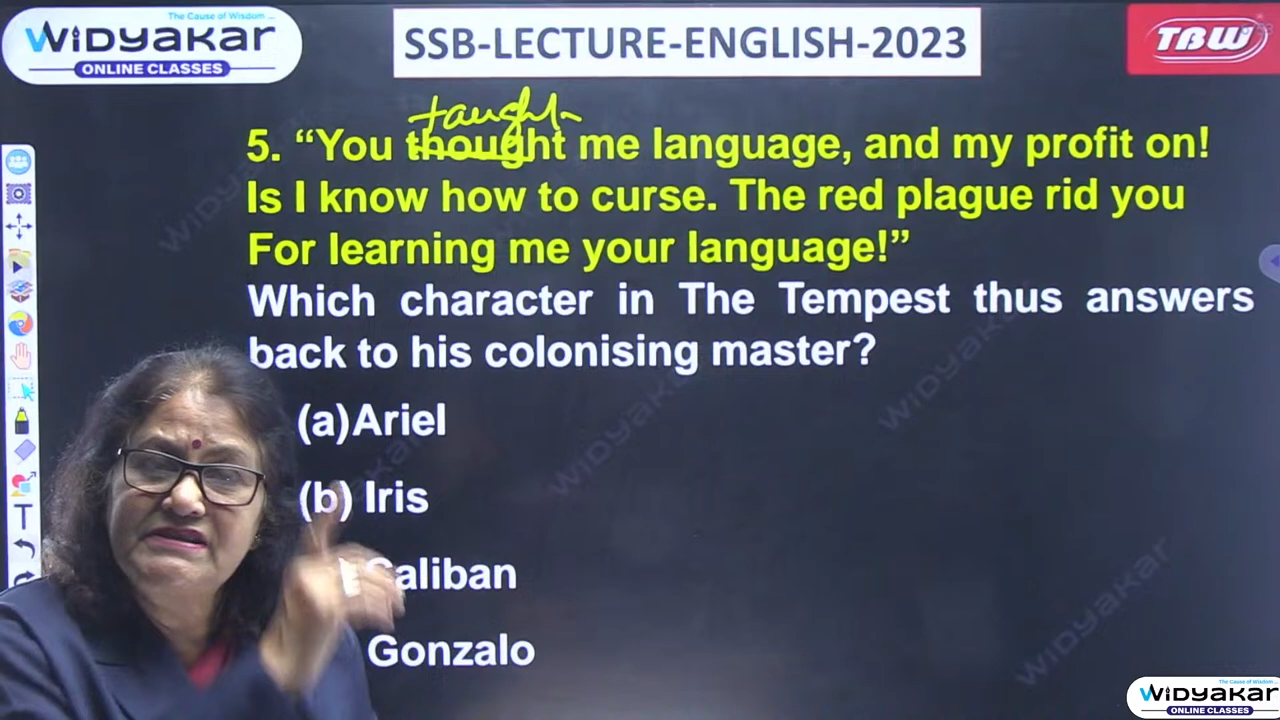 The Cause of Wisdom ...
WIDYAKAR
ONLINE CLASSES
SSB-LECTURE-ENGLISH-2023
TBW
taught
5. “You thought me language, and my profit on!
Is I know how to curse. The red plague rid you
For learning me your language!”
Which character in The Tempest thus answers
back to his colonising master?
(a)Ariel
(b) Iris
Caliban
Gonzalo
The Cause of Wisdom ...
WIDYAKAR
ONLINE CLASSES